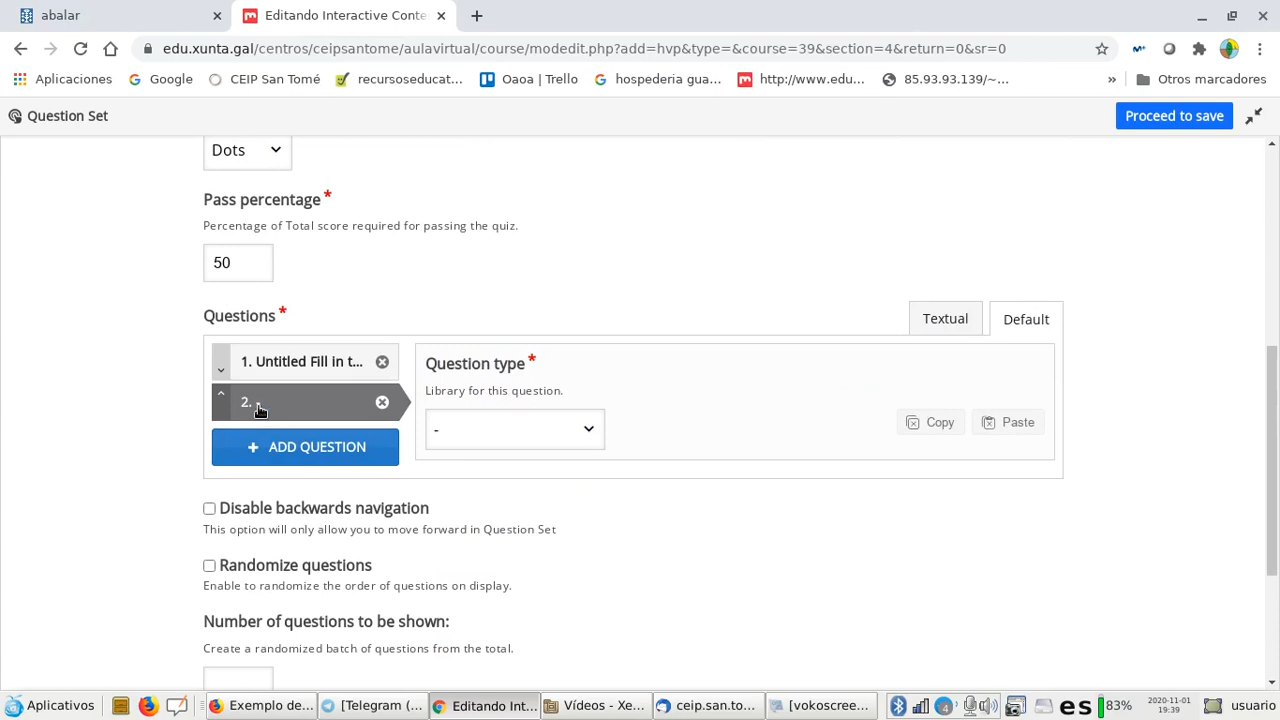 abalar
Editando Interactive Conte
edu.xunta.gal/centros/ceipsantome/aulavirtual/course/modedit.php?add=hvp&type=&course=39&section=4&return=0&sr=0
Aplicaciones Google CEIP San Tomé recursoseducat... Oaoa | Trello hospederia gua... http://www.edu... 85.93.93.139/~... » Otros marcadores
Question Set
Proceed to save
Dots
Pass percentage *
Percentage of Total score required for passing the quiz.
50
Questions *
Textual Default
1. Untitled Fill in t...
2. -
+ ADD QUESTION
Question type *
Library for this question.
-
Copy Paste
Disable backwards navigation
This option will only allow you to move forward in Question Set
Randomize questions
Enable to randomize the order of questions on display.
Number of questions to be shown:
Create a randomized batch of questions from the total.
Aplicativos Exemplo de... [Telegram (... Editando Int... Vídeos - Xe... ceip.san.to... [vokoscree... 4 es 83% 2020-11-01 19:39 usuario